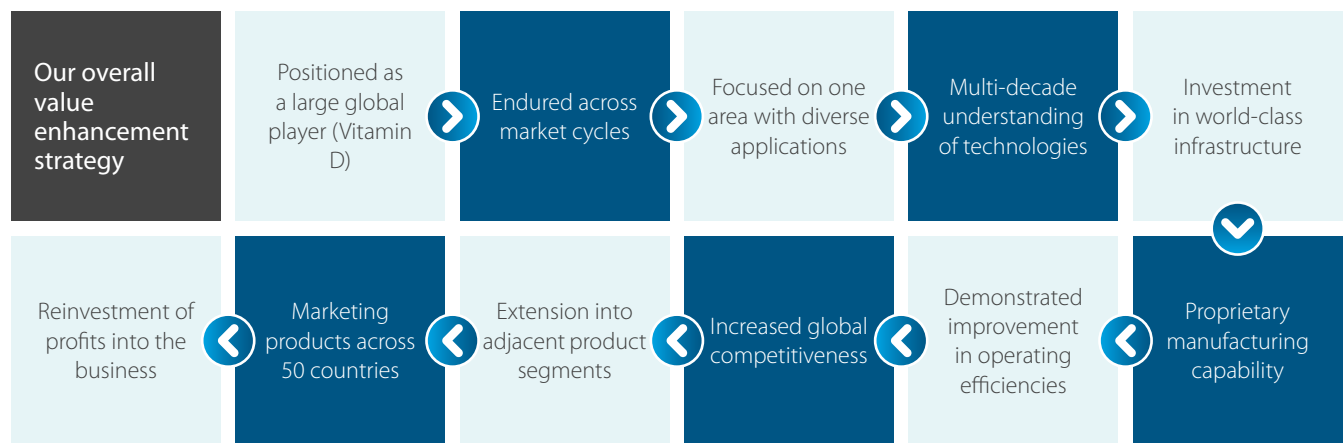 Our overall
value
enhancement
strategy
Positioned as
a large global
player (Vitamin
D)
Endured across
market cycles
Focused on one
area with diverse
applications
Multi-decade
understanding
of technologies
Investment
in world-class
infrastructure
Proprietary
manufacturing
capability
Demonstrated
improvement
in operating
efficiencies
Increased global
competitiveness
Extension into
adjacent product
segments
Marketing
products across
50 countries
Reinvestment of
profits into the
business